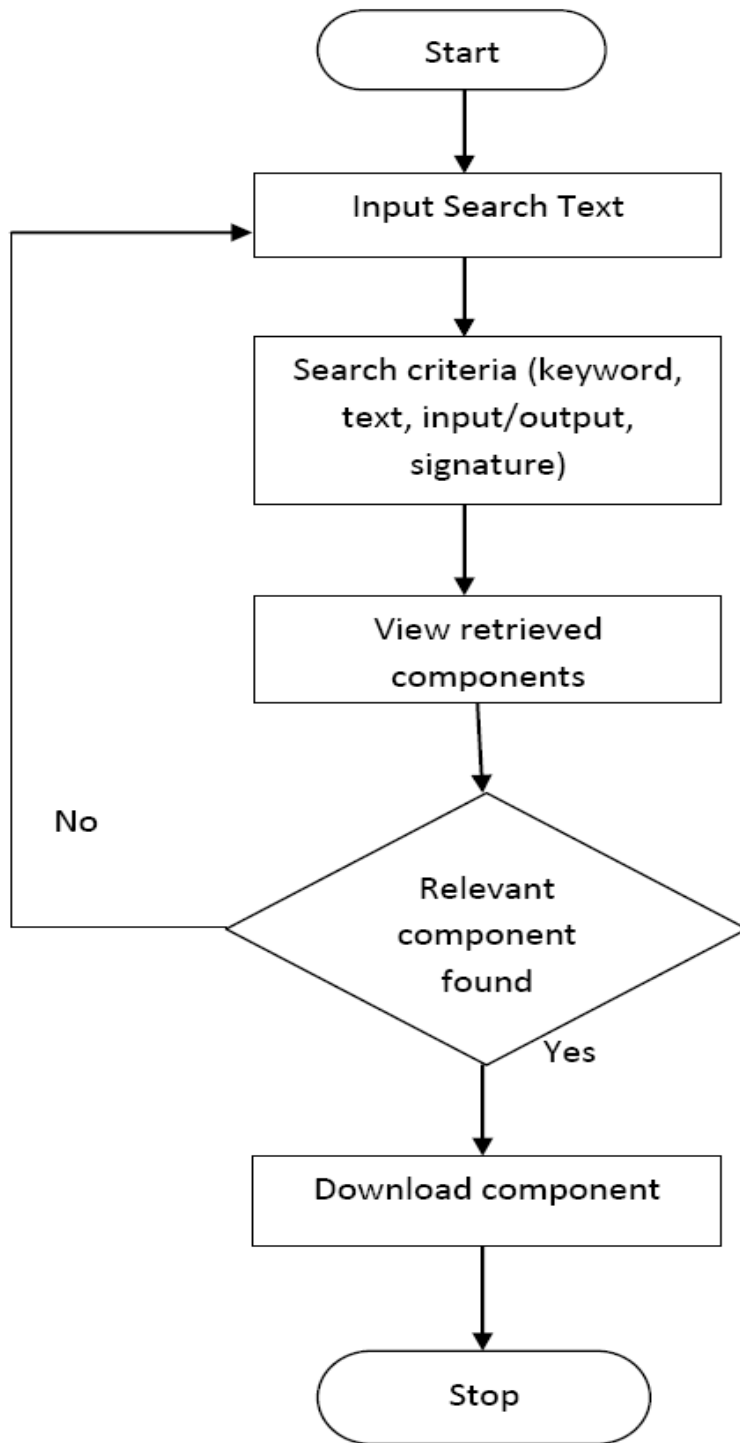 Start
Input Search Text
Search criteria (keyword,
text, input/output,
signature)
View retrieved
components
No
Relevant
component
found
Yes
Download component
Stop